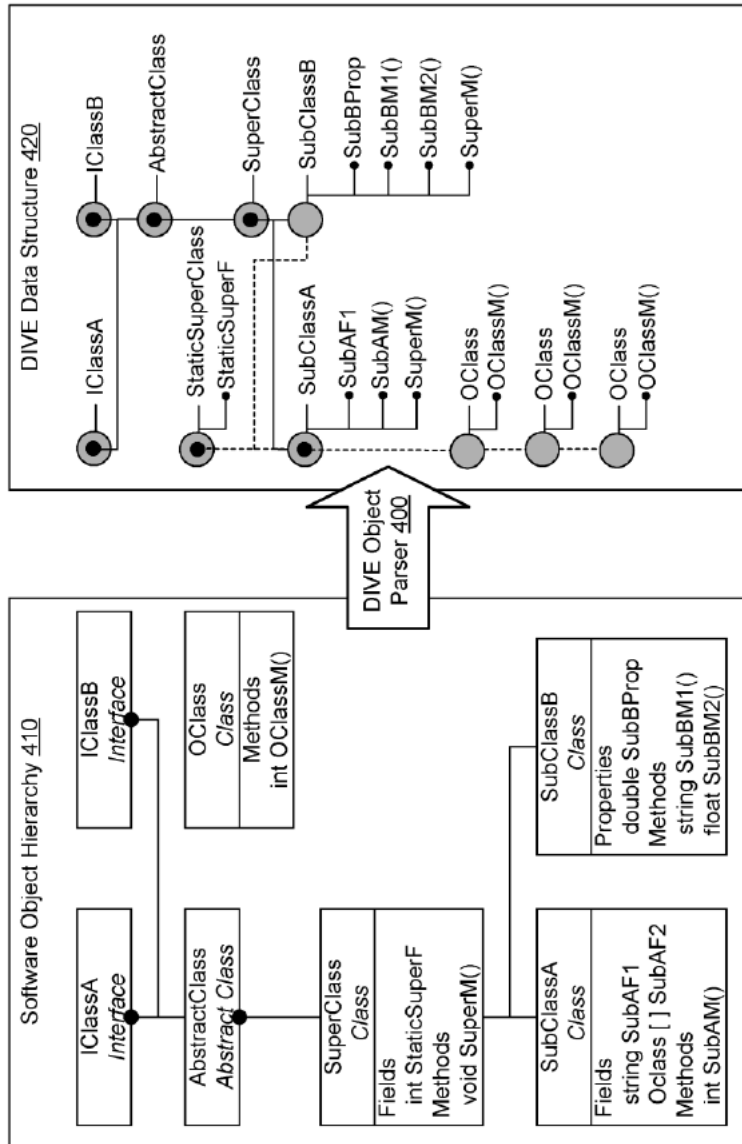 Software Object Hierarchy 410
IClassA
Interface
IClassB
Interface
AbstractClass
Abstract Class
OClass
Class
Methods
int OClassM()
SuperClass
Class
Fields
int StaticSuperF
Methods
void SuperM()
SubClassA
Class
Fields
string SubAF1
Oclass [ ] SubAF2
Methods
int SubAM()
SubClassB
Class
Properties
double SubBProp
Methods
string SubBM1()
float SubBM2()
DIVE Object
Parser 400
DIVE Data Structure 420
IClassA
IClassB
AbstractClass
StaticSuperClass
StaticSuperF
SuperClass
SubClassA
SubAF1
SubAM()
SuperM()
SubClassB
SubBProp
SubBM1()
SubBM2()
SuperM()
OClass
OClassM()
OClass
OClassM()
OClass
OClassM()